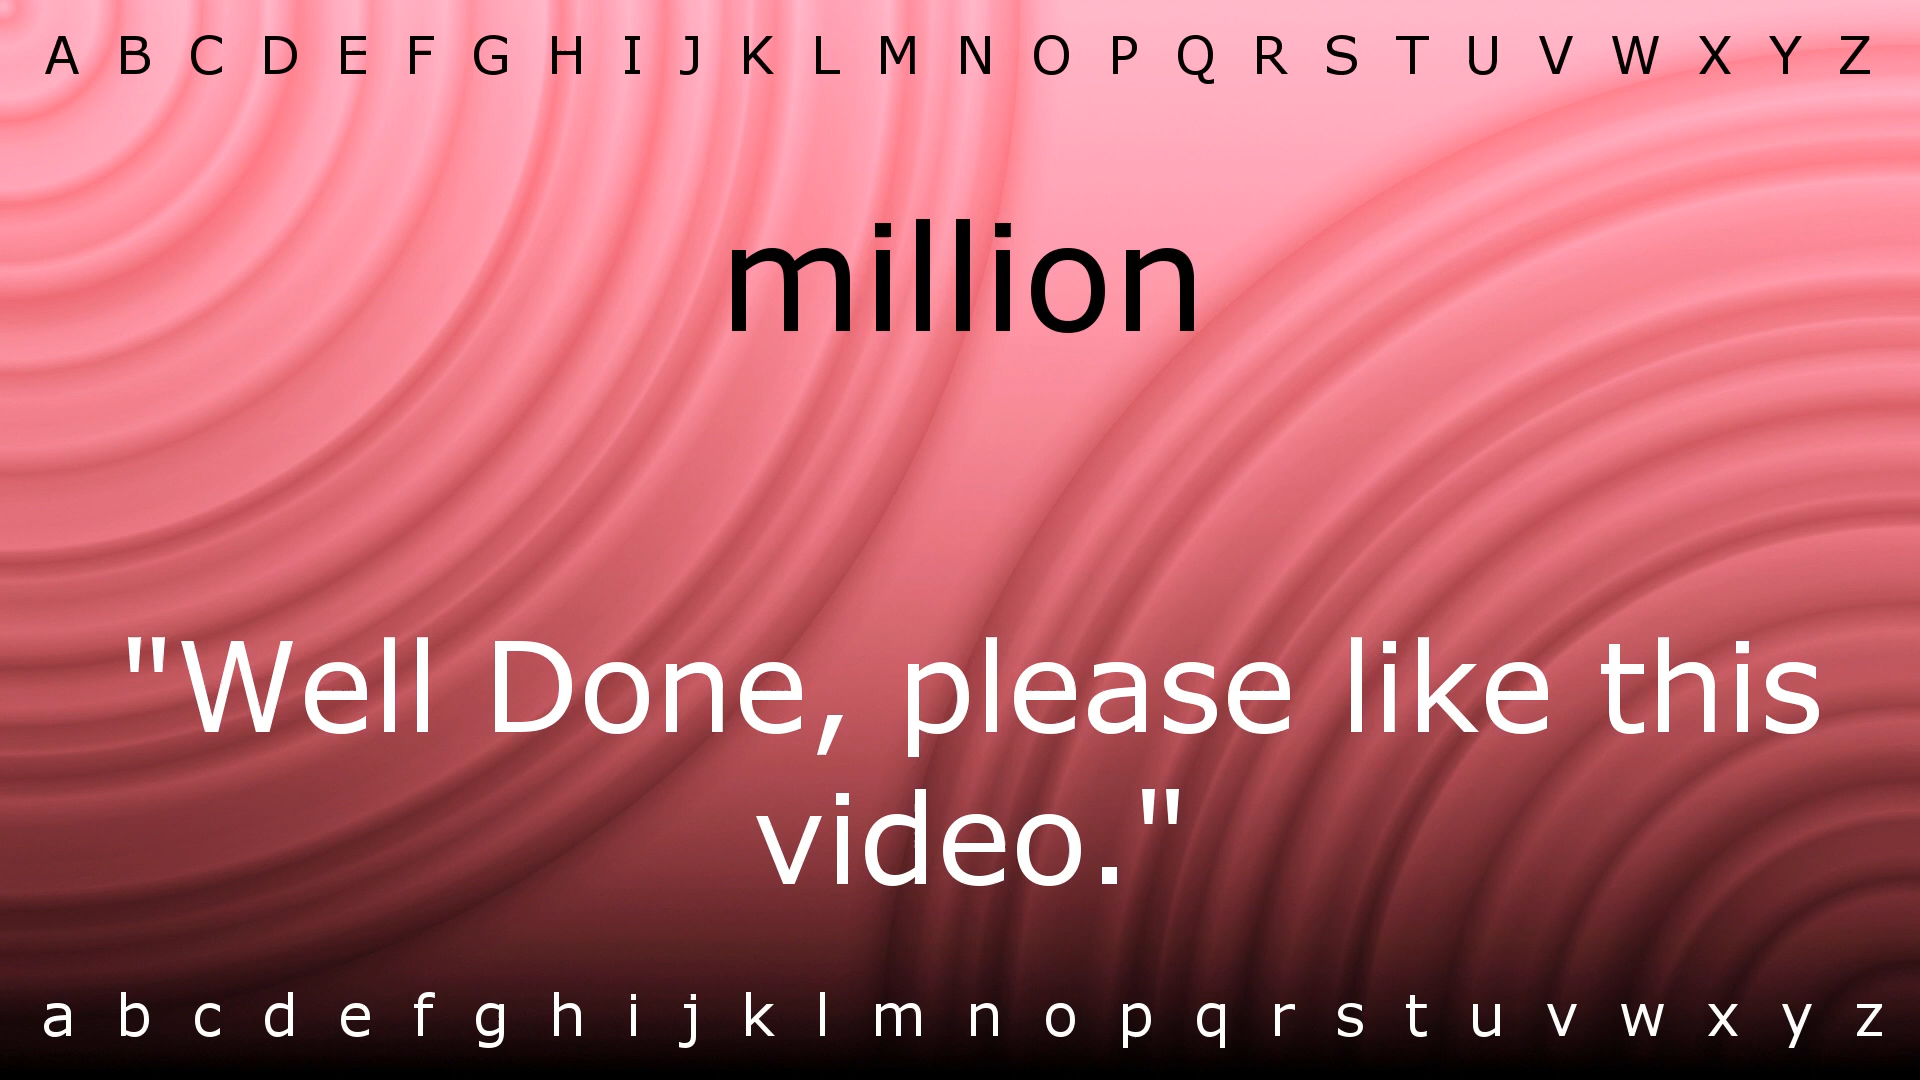 A B C D E F G H I J K L M N O P Q R S T U V W X Y Z
million
"Well Done, please like this
video."
a b c d e f g h i j k l m n o p q r s t u v w x y z